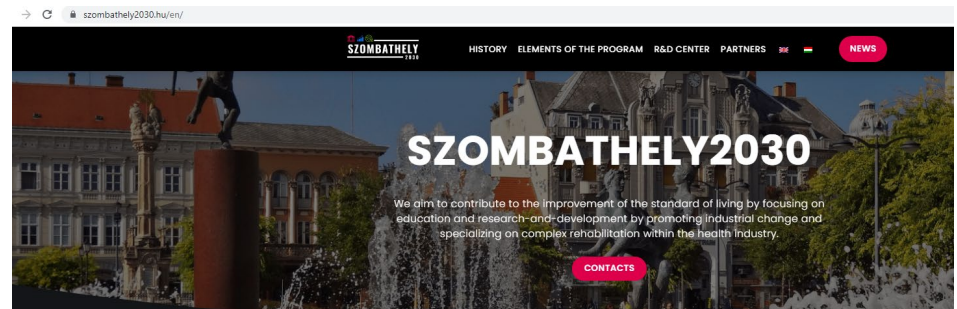 szombathely2030.hu/en/
SZOMBATHELY
2030
HISTORY ELEMENTS OF THE PROGRAM R&D CENTER PARTNERS NEWS
SZOMBATHELY2030
We aim to contribute to the improvement of the standard of living by focusing on
education and research-and-development by promoting industrial change and
specializing on complex rehabilitation within the health industry.
CONTACTS